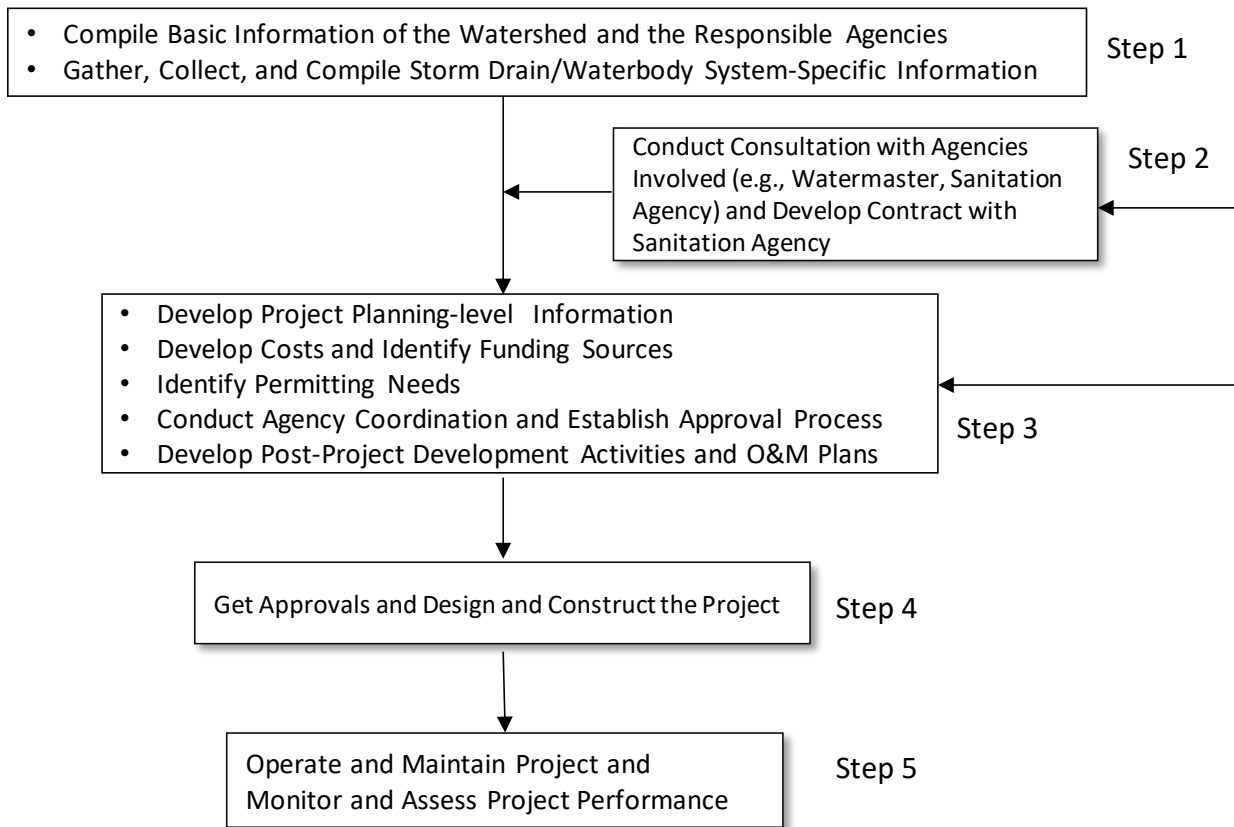 • Compile Basic Information of the Watershed and the Responsible Agencies
• Gather, Collect, and Compile Storm Drain/Waterbody System-Specific Information
Step 1
Conduct Consultation with Agencies
Involved (e.g., Watermaster, Sanitation
Agency) and Develop Contract with
Sanitation Agency
Step 2
• Develop Project Planning-level Information
• Develop Costs and Identify Funding Sources
• Identify Permitting Needs
• Conduct Agency Coordination and Establish Approval Process
• Develop Post-Project Development Activities and O&M Plans
Step 3
Get Approvals and Design and Construct the Project
Step 4
Operate and Maintain Project and
Monitor and Assess Project Performance
Step 5